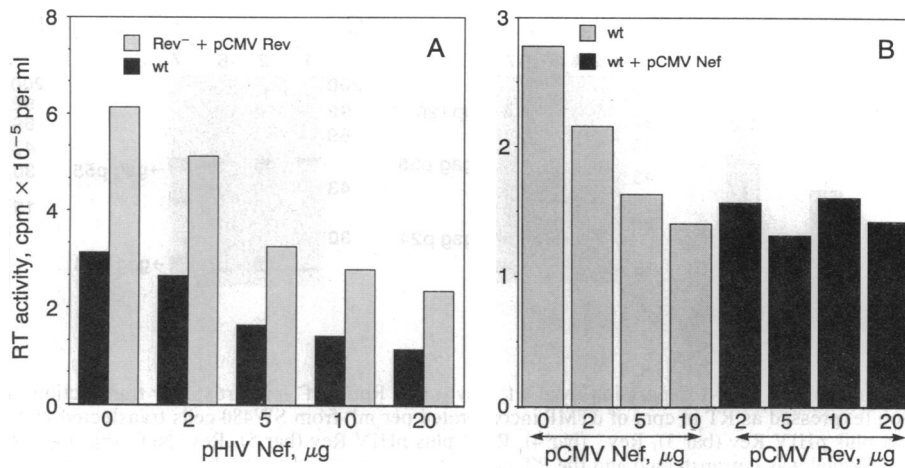 A
Rev⁻ + pCMV Rev
wt
RT activity, cpm × 10⁻⁵ per ml
8
6
4
2
0
0 2 5 10 20
pHIV Nef, μg
B
wt
wt + pCMV Nef
3
2
1
0
0 2 5 10 2 5 10 20
pCMV Nef, μg pCMV Rev, μg